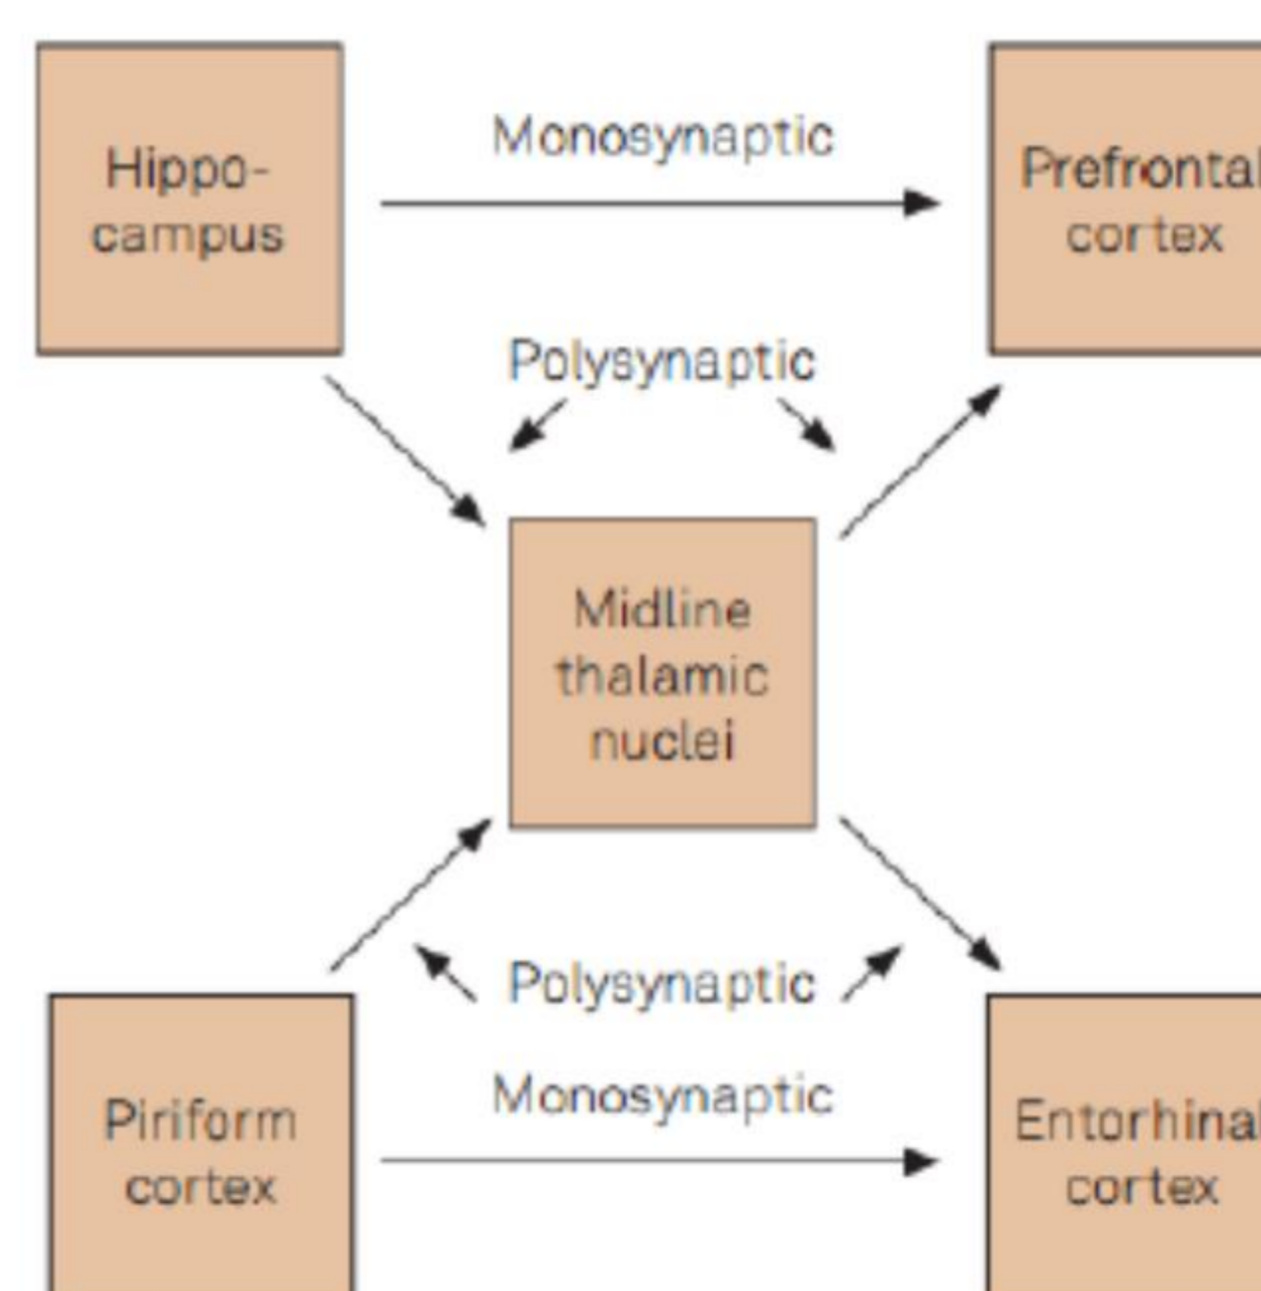 Hippo-
campus
Monosynaptic
Prefrontal
cortex
Polysynaptic
Midline
thalamic
nuclei
Polysynaptic
Monosynaptic
Piriform
cortex
Entorhinal
cortex